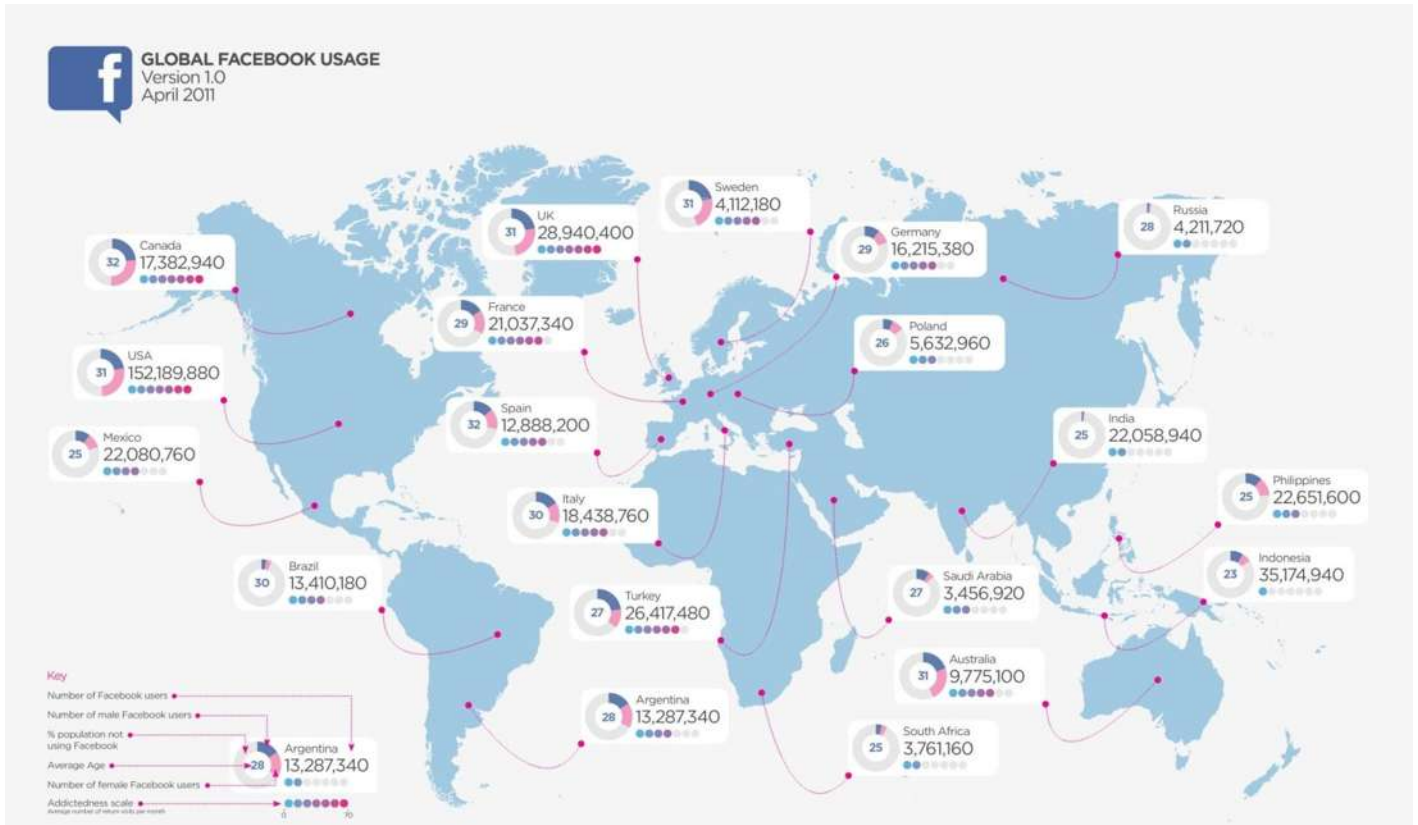 f
GLOBAL FACEBOOK USAGE
Version 1.0
April 2011
Sweden
31
4,112,180
Russia
28
4,211,720
UK
31
28,940,400
Germany
29
16,215,380
Canada
32
17,382,940
France
29
21,037,340
Poland
26
5,632,960
USA
31
152,189,880
Spain
32
12,888,200
India
25
22,058,940
Mexico
25
22,080,760
Philippines
25
22,651,600
Italy
30
18,438,760
Indonesia
23
35,174,940
Brazil
30
13,410,180
Saudi Arabia
27
3,456,920
Turkey
27
26,417,480
Australia
31
9,775,100
Argentina
28
13,287,340
South Africa
25
3,761,160
Key
Number of Facebook users
Number of male Facebook users
% population not
using Facebook
Average Age
Number of female Facebook users
Addictedness scale
Average number of return visits per month
Argentina
28
13,287,340
0 70